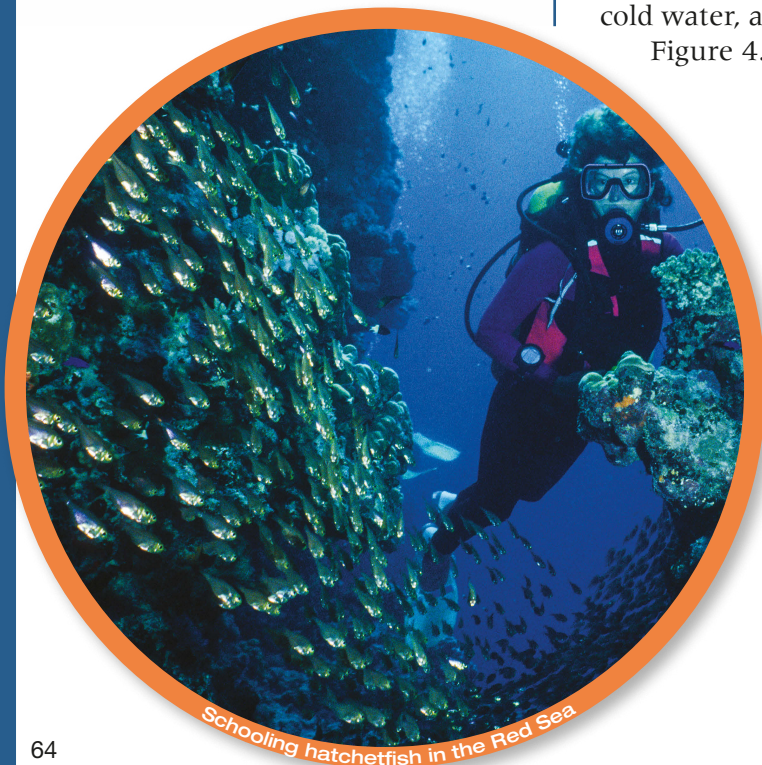 cold water, a
Figure 4.
Schooling hatchetfish in the Red Sea
64